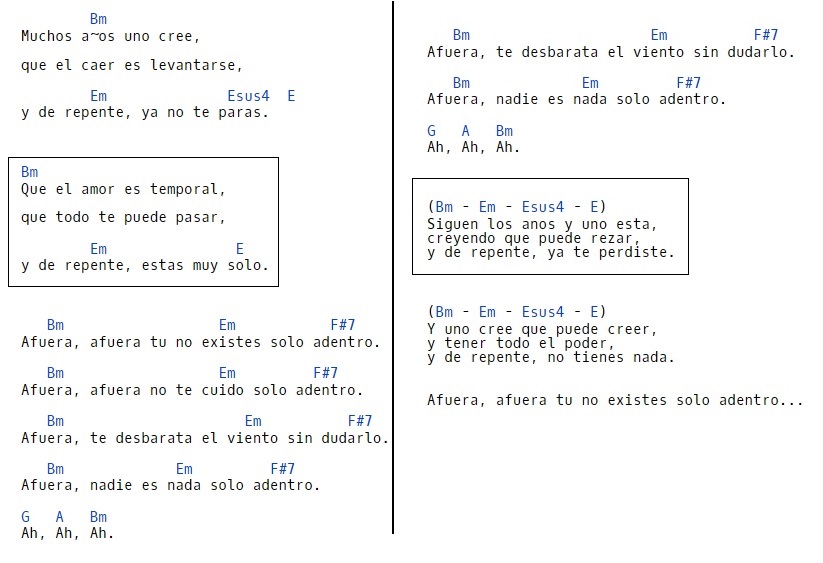 Bm
Muchos a~os uno cree,
que el caer es levantarse,
Em Esus4 E
y de repente, ya no te paras.
Bm
Que el amor es temporal,
que todo te puede pasar,
Em E
y de repente, estas muy solo.
Bm Em F#7
Afuera, afuera tu no existes solo adentro.
Bm Em F#7
Afuera, afuera no te cuido solo adentro.
Bm Em F#7
Afuera, te desbarata el viento sin dudarlo.
Bm Em F#7
Afuera, nadie es nada solo adentro.
G A Bm
Ah, Ah, Ah.
Bm Em F#7
Afuera, te desbarata el viento sin dudarlo.
Bm Em F#7
Afuera, nadie es nada solo adentro.
G A Bm
Ah, Ah, Ah.
(Bm - Em - Esus4 - E)
Siguen los anos y uno esta,
creyendo que puede rezar,
y de repente, ya te perdiste.
(Bm - Em - Esus4 - E)
Y uno cree que puede creer,
y tener todo el poder,
y de repente, no tienes nada.
Afuera, afuera tu no existes solo adentro...